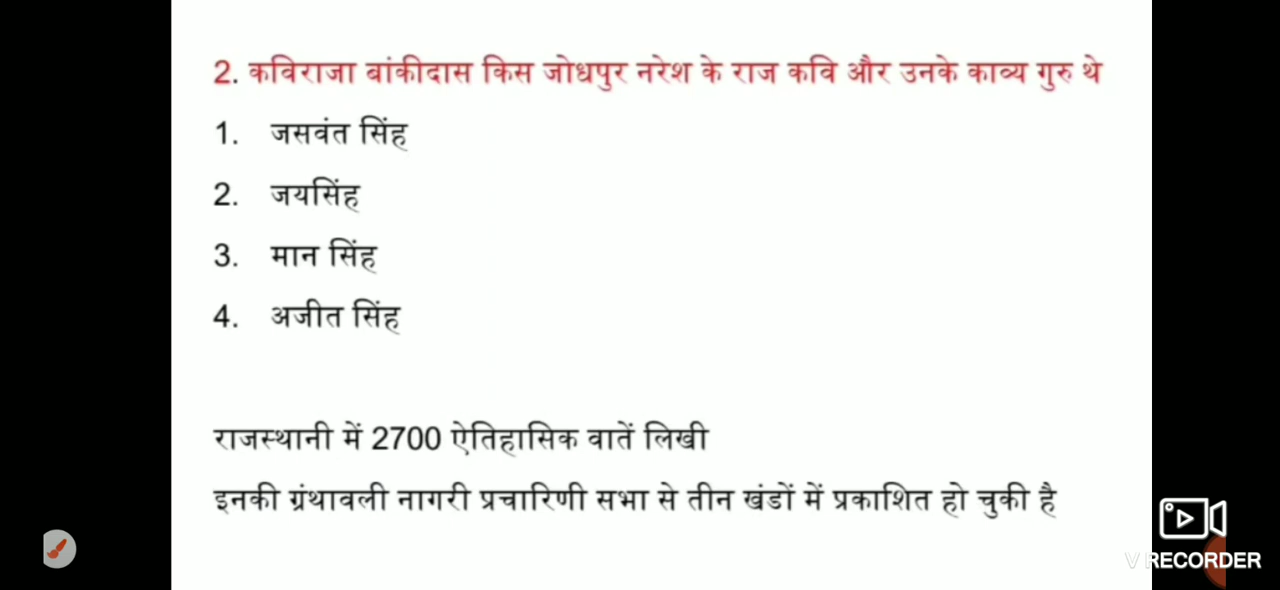 2. कविराजा बांकीदास किस जोधपुर नरेश के राज कवि और उनके काव्य गुरु थे
1. जसवंत सिंह
2. जयसिंह
3. मान सिंह
4. अजीत सिंह
राजस्थानी में 2700 ऐतिहासिक वातें लिखी
इनकी ग्रंथावली नागरी प्रचारिणी सभा से तीन खंडों में प्रकाशित हो चुकी है
V RECORDER